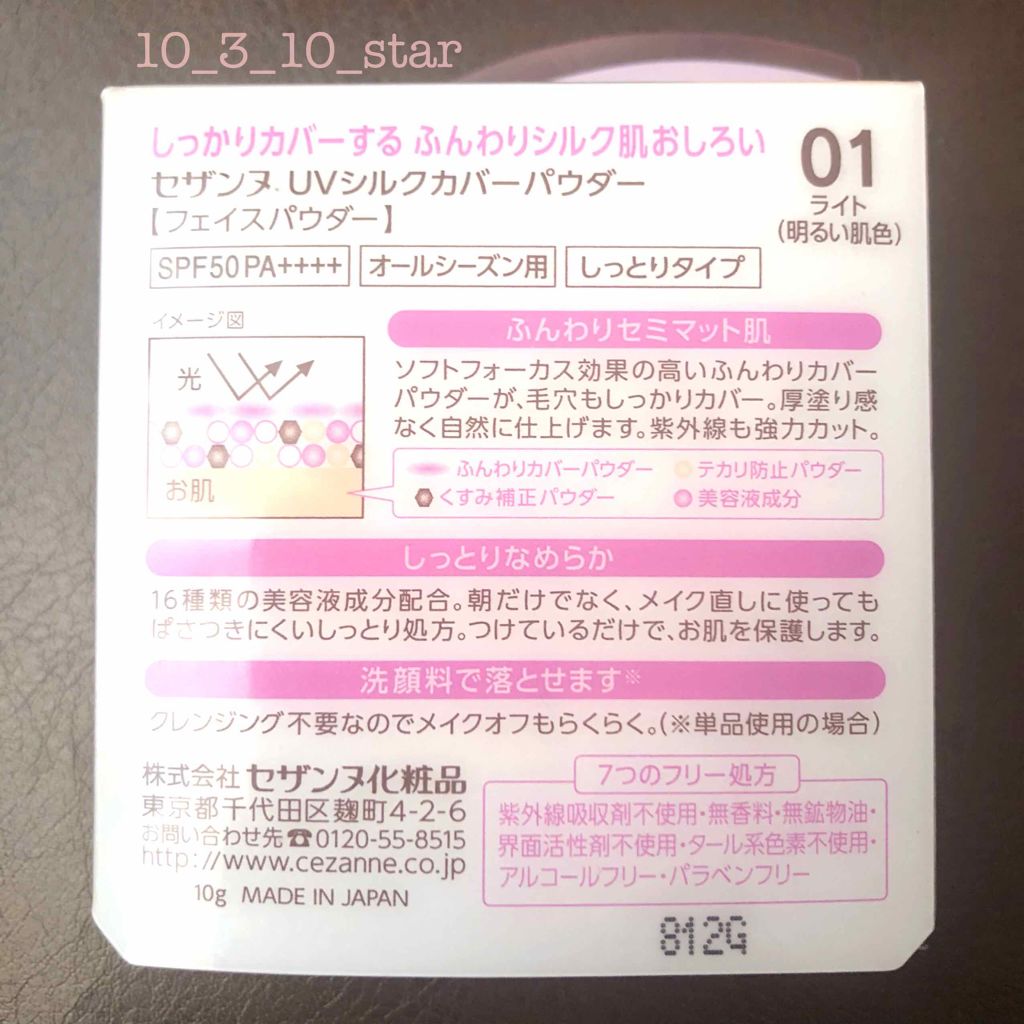 10_3_10_star
しっかりカバーする ふんわりシルク肌おしろい
セザンヌ UVシルクカバーパウダー
【フェイスパウダー】
01
ライト
(明るい肌色)
SPF50 PA++++
オールシーズン用
しっとりタイプ
イメージ図
光
お肌
ふんわりセミマット肌
ソフトフォーカス効果の高いふんわりカバー
パウダーが、毛穴もしっかりカバー。厚塗り感
なく自然に仕上げます。紫外線も強力カット。
ふんわりカバーパウダー
テカリ防止パウダー
くすみ補正パウダー
美容液成分
しっとりなめらか
16種類の美容液成分配合。朝だけでなく、メイク直しに使っても
ぱさつきにくいしっとり処方。つけているだけで、お肌を保護します。
洗顔料で落とせます※
クレンジング不要なのでメイクオフもらくらく。(※単品使用の場合)
株式会社 セザンヌ化粧品
東京都千代田区麹町4-2-6
お問い合わせ先☎0120-55-8515
http://www.cezanne.co.jp
10g MADE IN JAPAN
7つのフリー処方
紫外線吸収剤不使用・無香料・無鉱物油・
界面活性剤不使用・タール系色素不使用・
アルコールフリー・パラベンフリー
812G